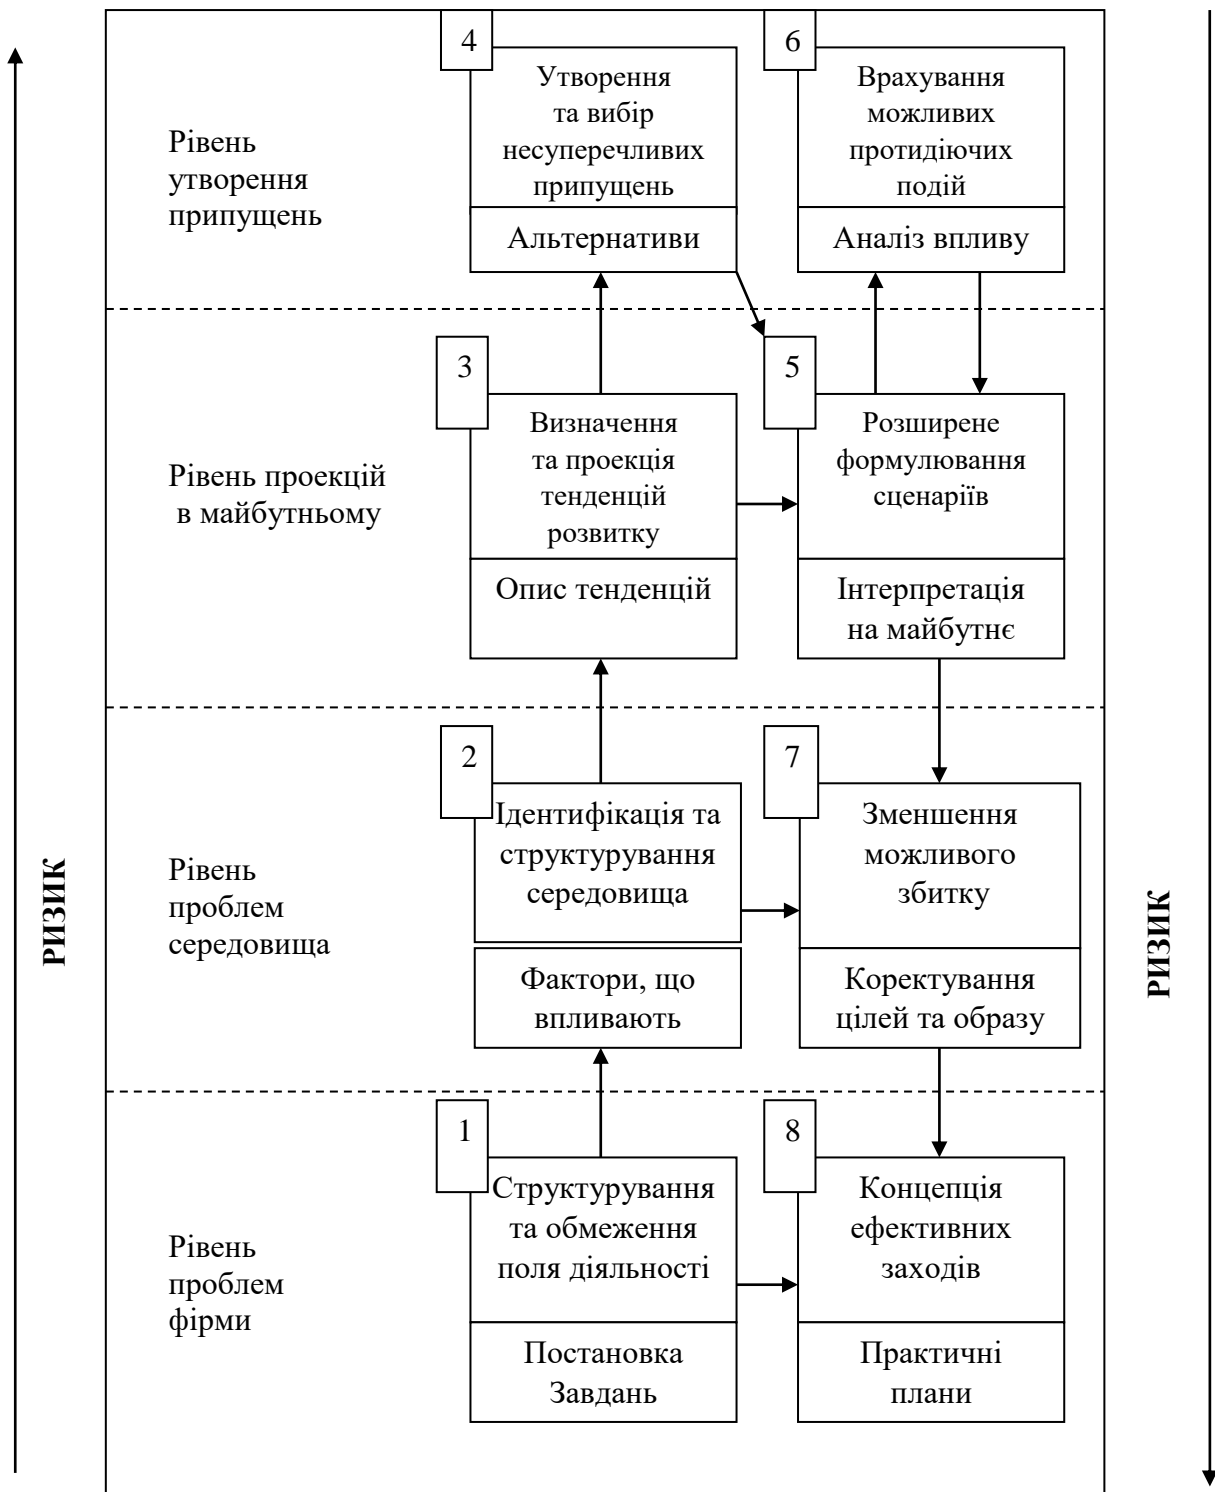 4
Утворення
та вибір
несуперечливих
припущень
Альтернативи
6
Врахування
можливих
протидіючих
подій
Аналіз впливу
Рівень
утворення
припущень
3
Визначення
та проекція
тенденцій
розвитку
Опис тенденцій
5
Розширене
формулювання
сценаріїв
Інтерпретація
на майбутнє
Рівень проекцій
в майбутньому
2
Ідентифікація та
структурування
середовища
Фактори, що
впливають
7
Зменшення
можливого
збитку
Коректування
цілей та образу
Рівень
проблем
середовища
РИЗИК
РИЗИК
1
Структурування
та обмеження
поля діяльності
Постановка
Завдань
8
Концепція
ефективних
заходів
Практичні
плани
Рівень
проблем
фірми